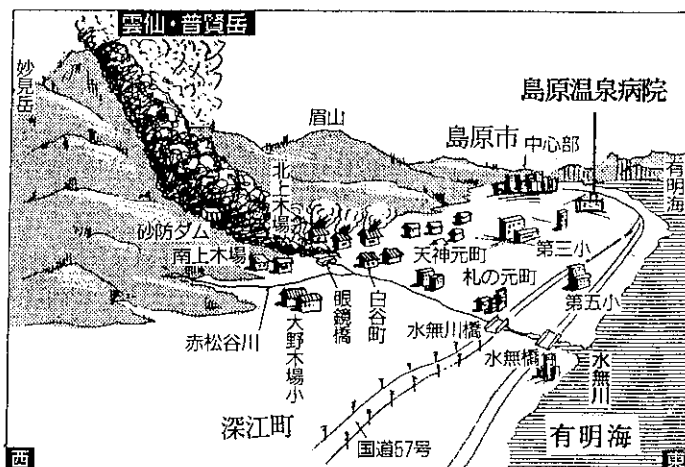 雲仙・普賢岳
妙見岳
眉山
島原温泉病院
島原市
中心部
有明海
北上木場
砂防ダム
南上木場
天神元町
第三小
札の元町
第五小
眼鏡橋
白谷町
赤松谷川
大野木場小
水無川橋
水無橋
水無川
深江町
国道57号
有明海
西
東